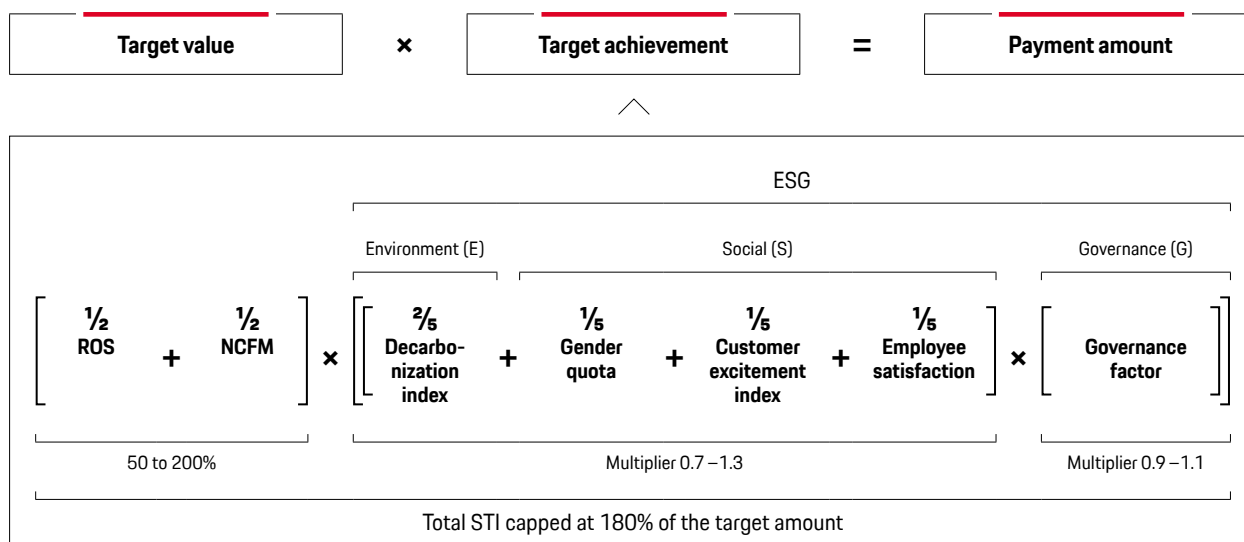 Target value × Target achievement = Payment amount
ESG
Environment (E) Social (S) Governance (G)
½ ½ ⅖ ⅕ ⅕ ⅕
ROS + NCFM × Decarbo- + Gender + Customer + Employee × Governance
nization quota excitement satisfaction factor
index index
50 to 200% Multiplier 0.7 – 1.3 Multiplier 0.9 – 1.1
Total STI capped at 180% of the target amount